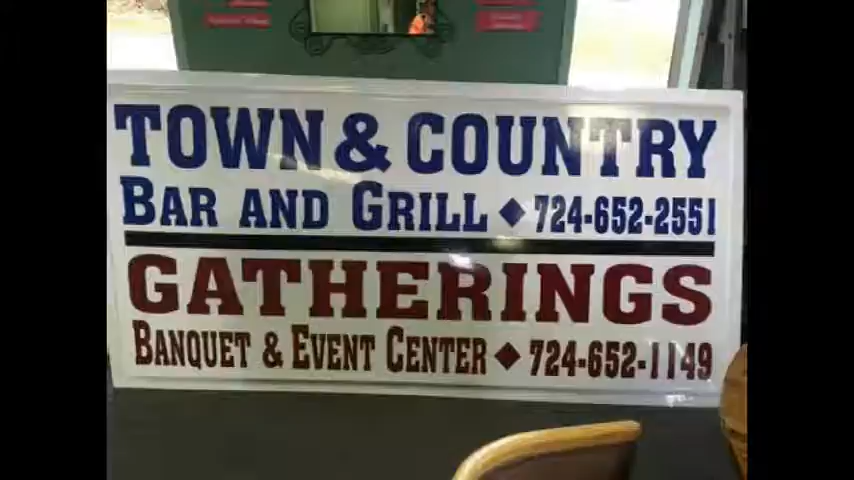 TOWN & COUNTRY
BAR AND GRILL ◆ 724-652-2551
GATHERINGS
BANQUET & EVENT CENTER ◆ 724-652-1149